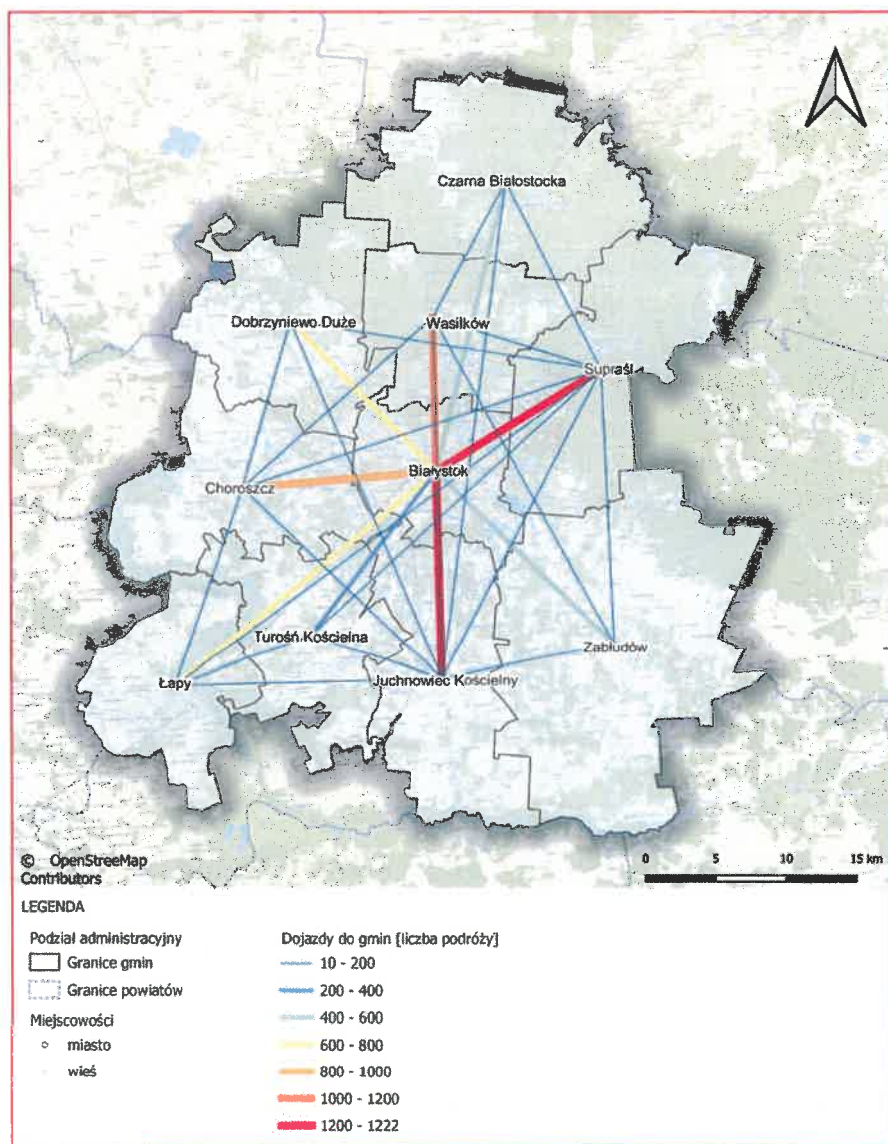 Czarna Białostocka
Dobrzyniewo Duże
Wasilków
Supraśl
Białystok
Choroszcz
Turośń Kościelna
Zabłudów
Łapy
Juchnowiec Kościelny
© OpenStreetMap
Contributors
0 5 10 15 km
LEGENDA
Podział administracyjny
Granice gmin
Granice powiatów
Miejscowości
miasto
wieś
Dojazdy do gmin [liczba podróży]
10 - 200
200 - 400
400 - 600
600 - 800
800 - 1000
1000 - 1200
1200 - 1222